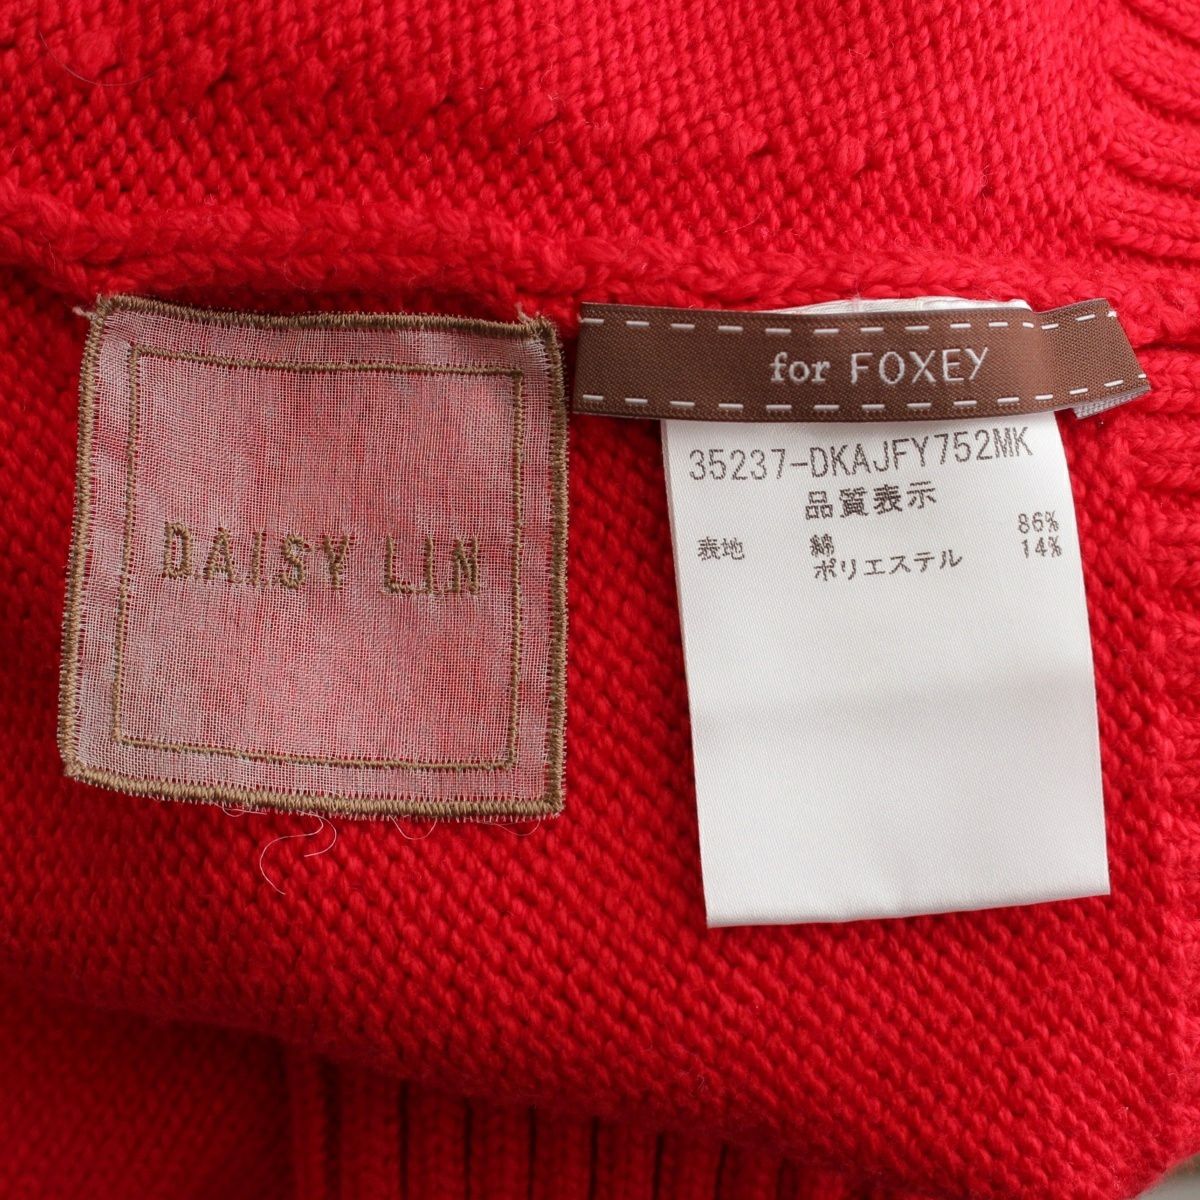 DAISY LIN
for FOXEY
35237-DKAJFY752MK
品質表示
表地 綿 86%
ポリエステル 14%